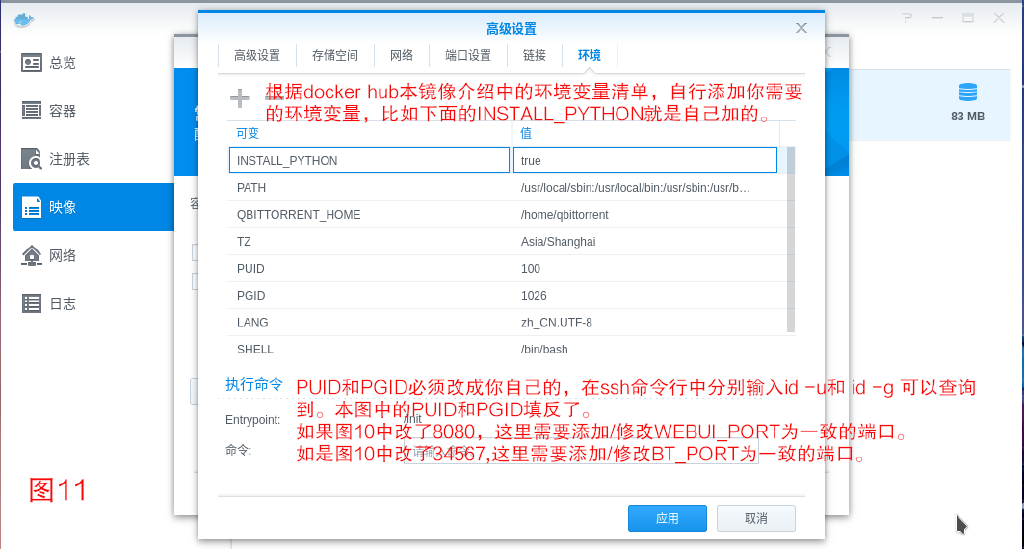 高级设置
总览
容器
注册表
映像
网络
日志
83 MB
高级设置 存储空间 网络 端口设置 链接 环境
根据docker hub本镜像介绍中的环境变量清单，自行添加你需要
的环境变量，比如下面的INSTALL_PYTHON就是自己加的。
可变 值
INSTALL_PYTHON true
PATH /usr/local/sbin:/usr/local/bin:/usr/sbin:/usr/b...
QBITTORRENT_HOME /home/qbittorrent
TZ Asia/Shanghai
PUID 100
PGID 1026
LANG zh_CN.UTF-8
SHELL /bin/bash
执行命令
PUID和PGID必须改成你自己的，在ssh命令行中分别输入id -u和 id -g 可以查询
到。本图中的PUID和PGID填反了。
Entrypoint: /init
如果图10中改了8080，这里需要添加/修改WEBUI_PORT为一致的端口。
命令:
如是图10中改了34567,这里需要添加/修改BT_PORT为一致的端口。
图11
应用 取消